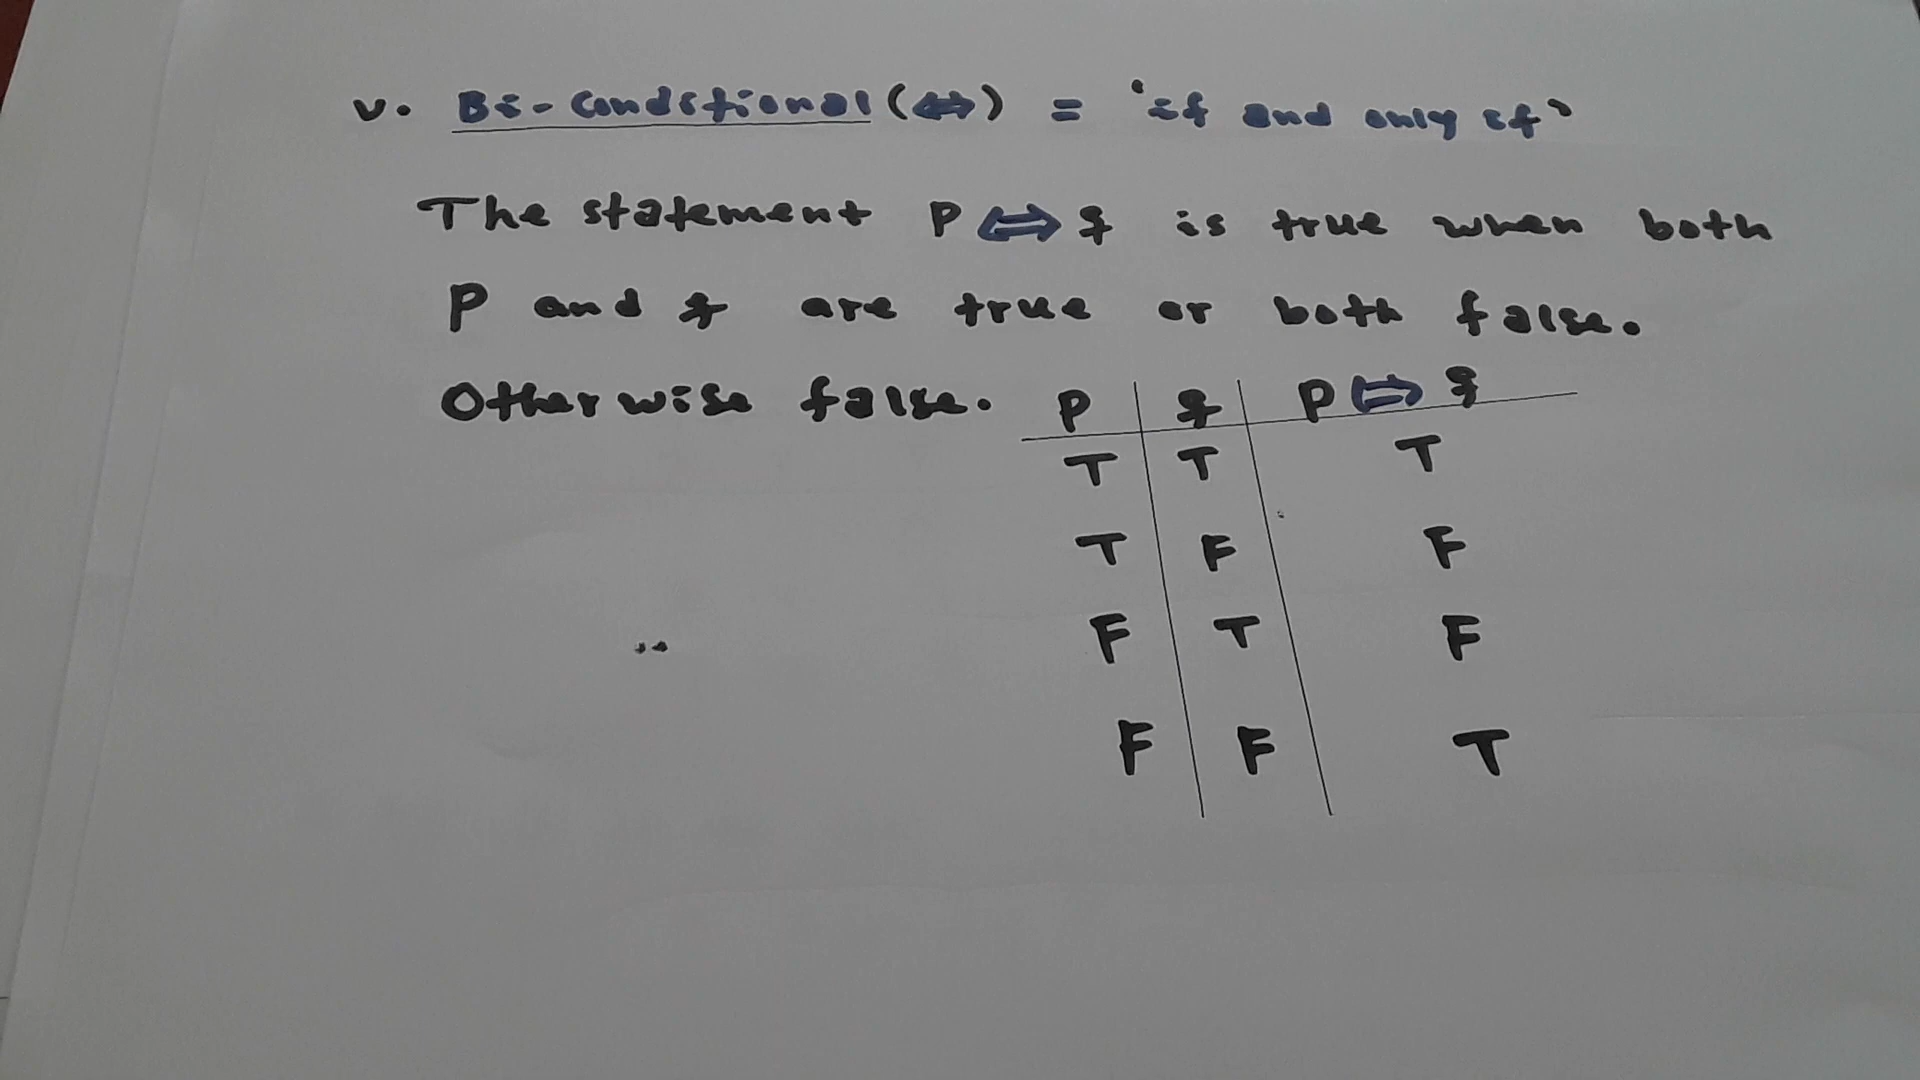 v. Bi-Conditional (⇔) = 'if and only if'
The statement P ⇔ q is true when both
P and q are true or both false.
Otherwise false.
P q P ⇔ q
T T T
T F F
F T F
F F T